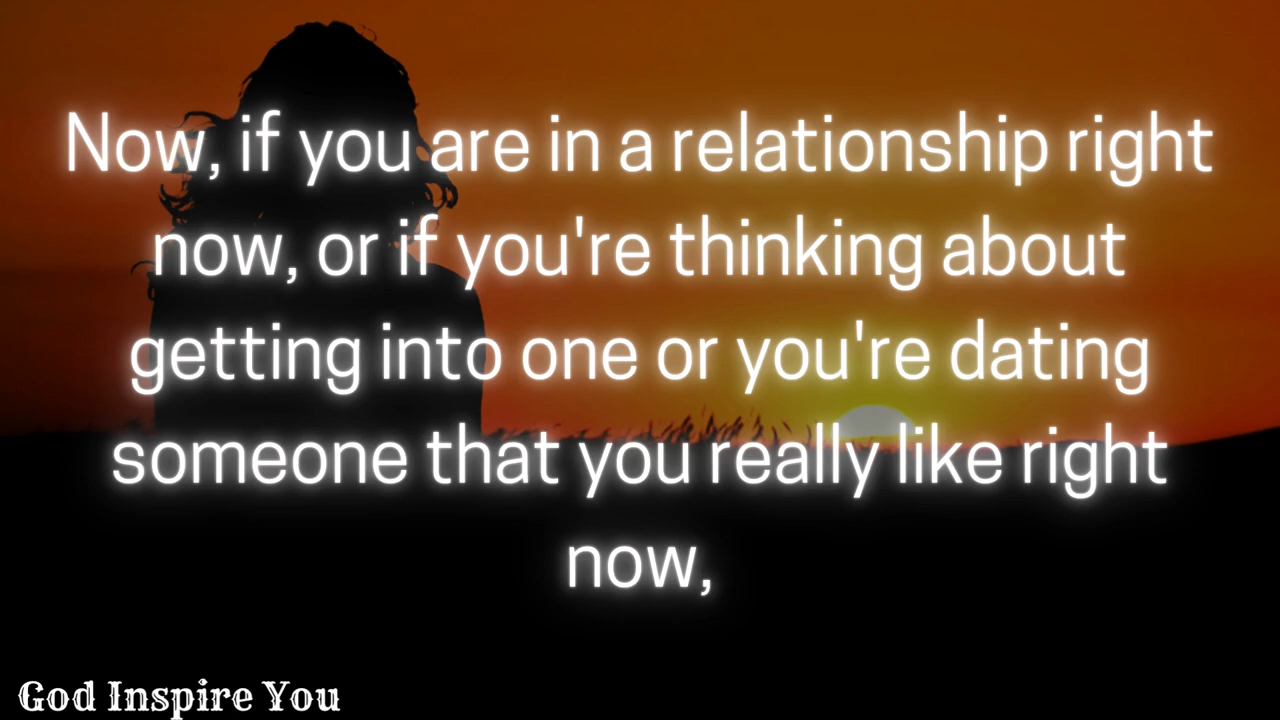 Now, if you are in a relationship right
now, or if you're thinking about
getting into one or you're dating
someone that you really like right
now,
God Inspire You